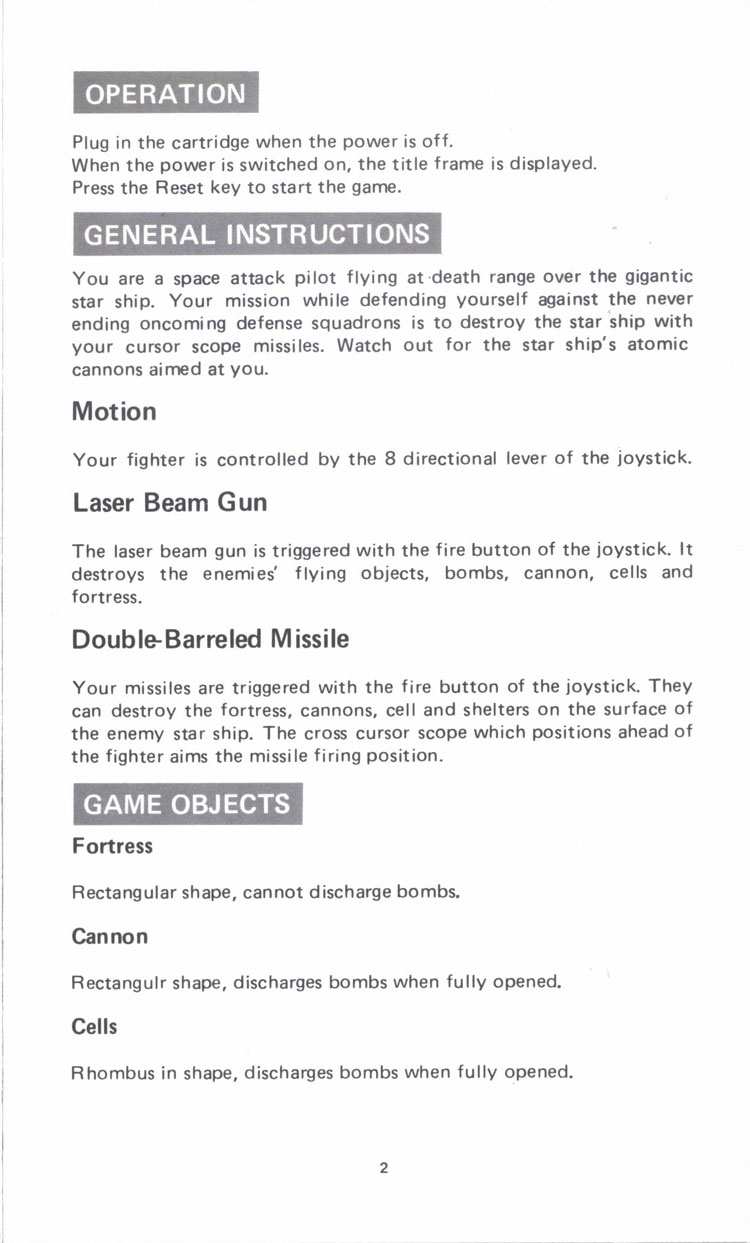 OPERATION
Plug in the cartridge when the power is off.
When the power is switched on, the title frame is displayed.
Press the Reset key to start the game.
GENERAL INSTRUCTIONS
You are a space attack pilot flying at death range over the gigantic
star ship. Your mission while defending yourself against the never
ending oncoming defense squadrons is to destroy the star ship with
your cursor scope missiles. Watch out for the star ship's atomic
cannons aimed at you.
Motion
Your fighter is controlled by the 8 directional lever of the joystick.
Laser Beam Gun
The laser beam gun is triggered with the fire button of the joystick. It
destroys the enemies' flying objects, bombs, cannon, cells and
fortress.
Double-Barreled Missile
Your missiles are triggered with the fire button of the joystick. They
can destroy the fortress, cannons, cell and shelters on the surface of
the enemy star ship. The cross cursor scope which positions ahead of
the fighter aims the missile firing position.
GAME OBJECTS
Fortress
Rectangular shape, cannot discharge bombs.
Cannon
Rectangulr shape, discharges bombs when fully opened.
Cells
Rhombus in shape, discharges bombs when fully opened.
2